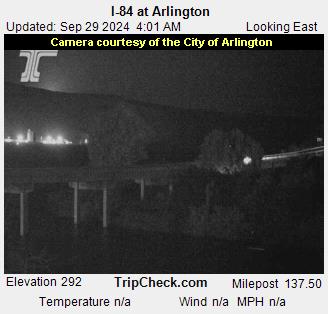 I-84 at Arlington
Updated: Sep 29 2024 4:01 AM Looking East
Camera courtesy of the City of Arlington
Elevation 292 TripCheck.com Milepost 137.50
Temperature n/a Wind n/a MPH n/a